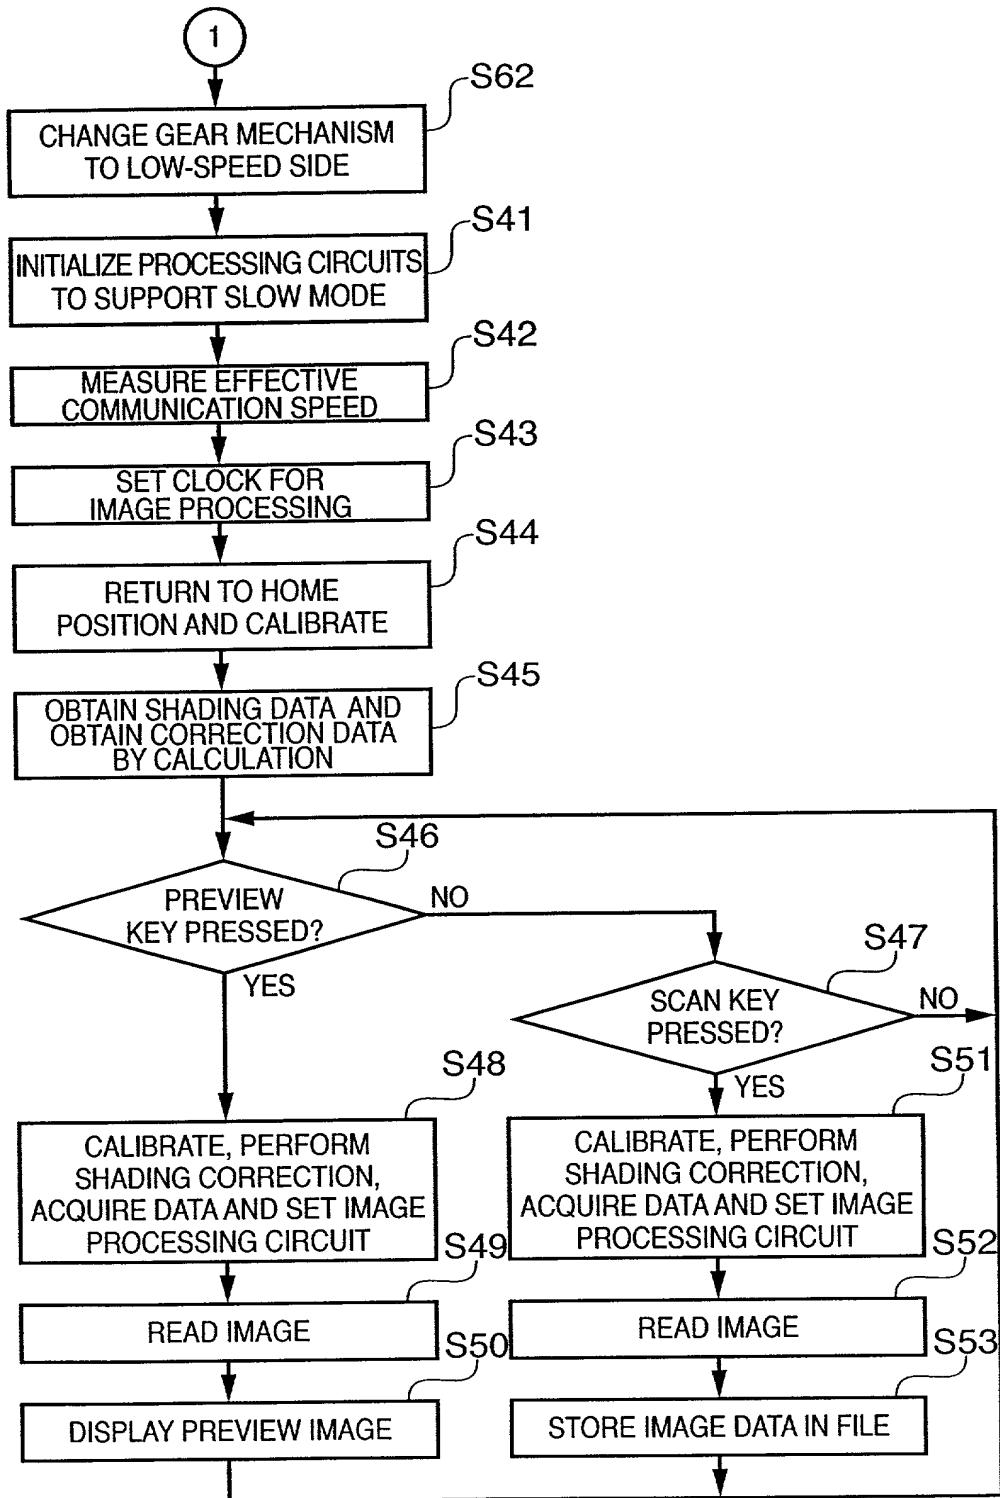 1
S62
CHANGE GEAR MECHANISM
TO LOW-SPEED SIDE
S41
INITIALIZE PROCESSING CIRCUITS
TO SUPPORT SLOW MODE
S42
MEASURE EFFECTIVE
COMMUNICATION SPEED
S43
SET CLOCK FOR
IMAGE PROCESSING
S44
RETURN TO HOME
POSITION AND CALIBRATE
S45
OBTAIN SHADING DATA AND
OBTAIN CORRECTION DATA
BY CALCULATION
S46
PREVIEW
KEY PRESSED?
NO
YES
S47
SCAN KEY
PRESSED?
NO
YES
S48
CALIBRATE, PERFORM
SHADING CORRECTION,
ACQUIRE DATA AND SET IMAGE
PROCESSING CIRCUIT
S49
READ IMAGE
S50
DISPLAY PREVIEW IMAGE
S51
CALIBRATE, PERFORM
SHADING CORRECTION,
ACQUIRE DATA AND SET IMAGE
PROCESSING CIRCUIT
S52
READ IMAGE
S53
STORE IMAGE DATA IN FILE